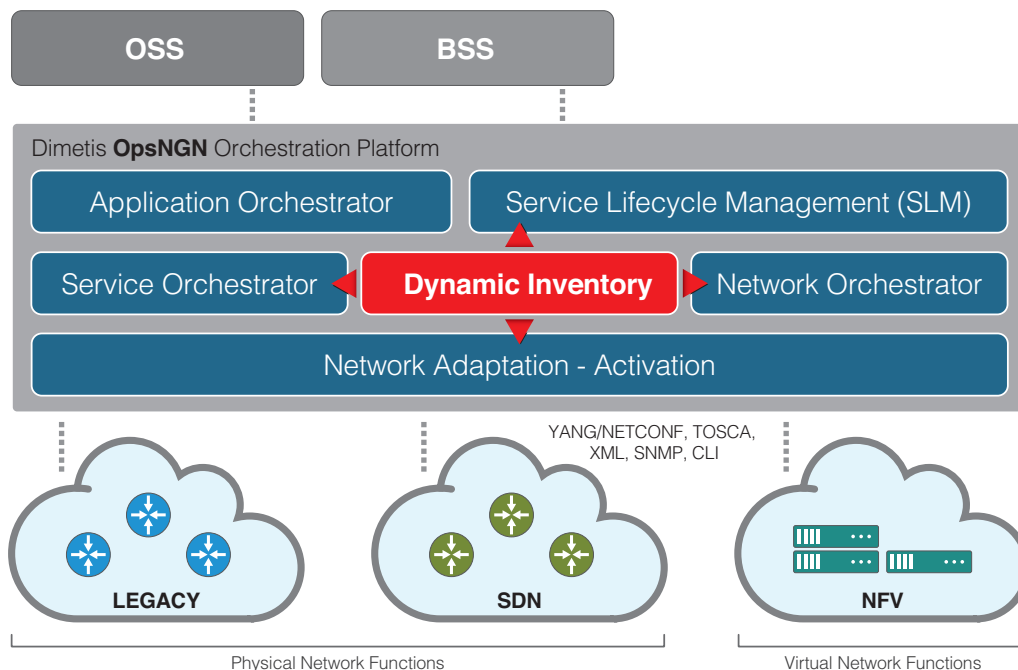 OSS
BSS
Dimetis OpsNGN Orchestration Platform
Application Orchestrator
Service Lifecycle Management (SLM)
Service Orchestrator
Dynamic Inventory
Network Orchestrator
Network Adaptation - Activation
YANG/NETCONF, TOSCA,
XML, SNMP, CLI
LEGACY
SDN
NFV
Physical Network Functions
Virtual Network Functions